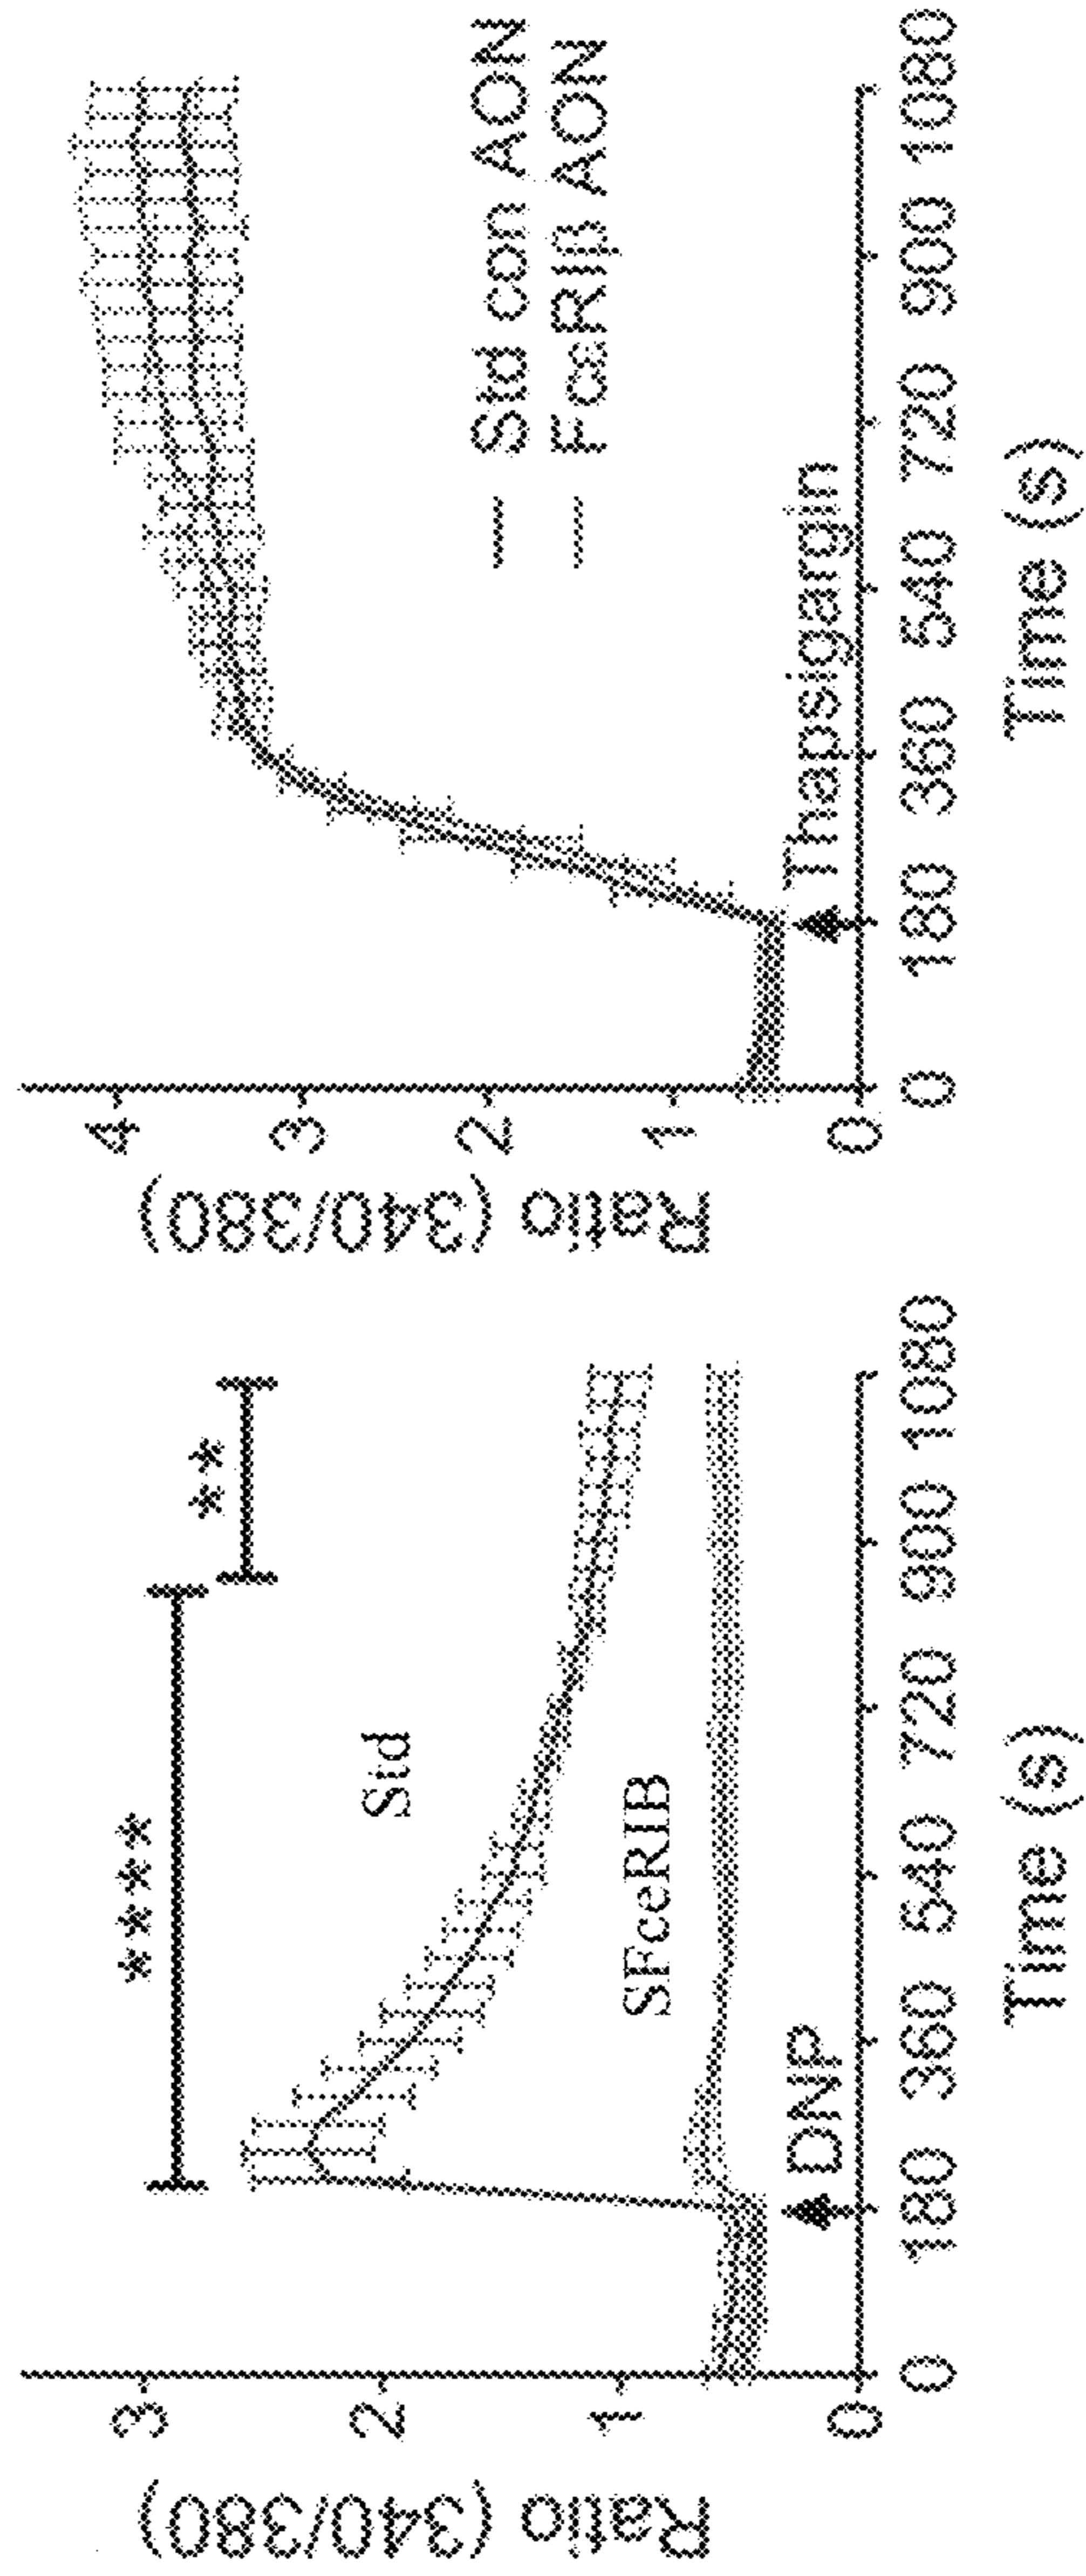 Ratio (340/380)
3
2
1
0
****
**
Std
SFceRIB
DNP
0 180 360 540 720 900 1080
Time (s)
Ratio (340/380)
4
3
2
1
0
Std con AON
FcεRIβ AON
Thapsigargin
0 180 360 540 720 900 1080
Time (s)